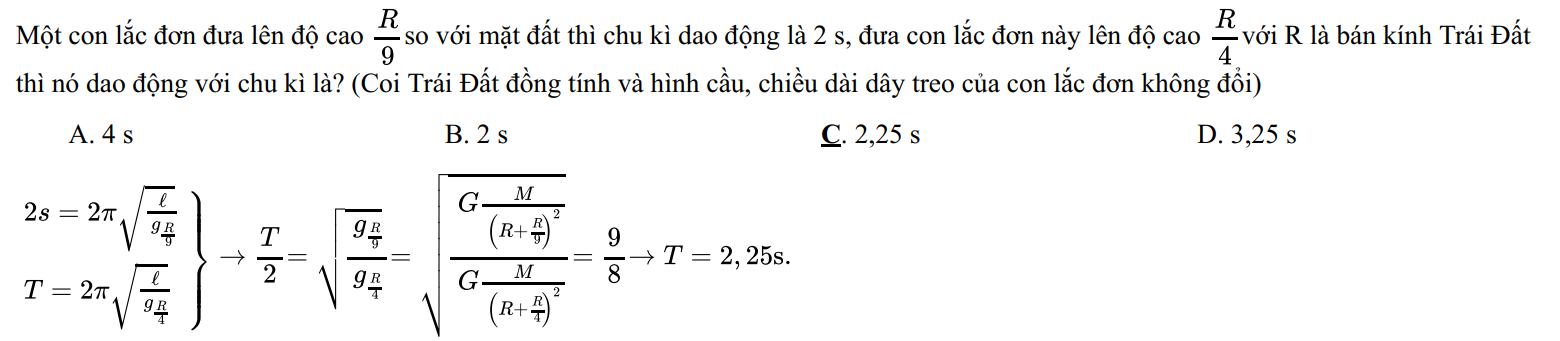 Một con lắc đơn đưa lên độ cao \frac{R}{9} so với mặt đất thì chu kì dao động là 2 s, đưa con lắc đơn này lên độ cao \frac{R}{4} với R là bán kính Trái Đất
thì nó dao động với chu kì là? (Coi Trái Đất đồng tính và hình cầu, chiều dài dây treo của con lắc đơn không đổi)
A. 4 s B. 2 s C. 2,25 s D. 3,25 s
\left. \begin{array}{l} 2s = 2\pi\sqrt{\frac{\ell}{g_{\frac{R}{9}}}} \\ T = 2\pi\sqrt{\frac{\ell}{g_{\frac{R}{4}}}} \end{array} \right\} \rightarrow \frac{T}{2} = \sqrt{\frac{g_{\frac{R}{9}}}{g_{\frac{R}{4}}}} = \sqrt{\frac{G\frac{M}{\left(R+\frac{R}{9}\right)^2}}{G\frac{M}{\left(R+\frac{R}{4}\right)^2}}} = \frac{9}{8} \rightarrow T = 2,25s.